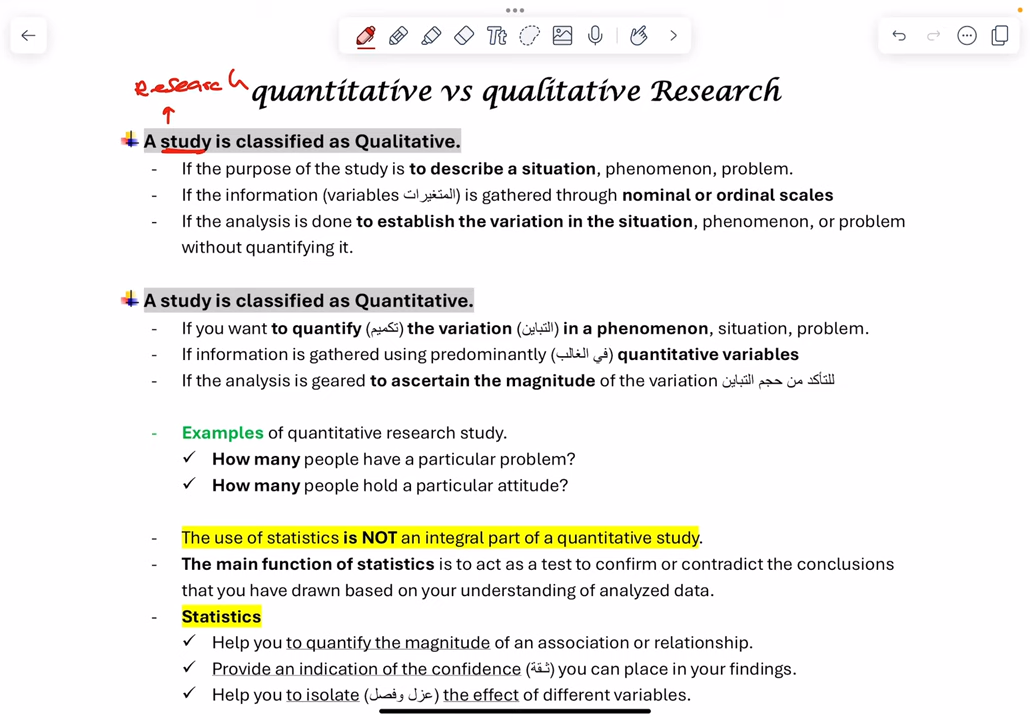 Research
quantitative vs qualitative Research
A study is classified as Qualitative.
- If the purpose of the study is to describe a situation, phenomenon, problem.
- If the information (variables المتغيرات) is gathered through nominal or ordinal scales
- If the analysis is done to establish the variation in the situation, phenomenon, or problem
without quantifying it.
A study is classified as Quantitative.
- If you want to quantify (تكميم) the variation (التباين) in a phenomenon, situation, problem.
- If information is gathered using predominantly (في الغالب) quantitative variables
- If the analysis is geared to ascertain the magnitude of the variation للتأكد من حجم التباين
- Examples of quantitative research study.
✓ How many people have a particular problem?
✓ How many people hold a particular attitude?
- The use of statistics is NOT an integral part of a quantitative study.
- The main function of statistics is to act as a test to confirm or contradict the conclusions
that you have drawn based on your understanding of analyzed data.
- Statistics
✓ Help you to quantify the magnitude of an association or relationship.
✓ Provide an indication of the confidence (ثقة) you can place in your findings.
✓ Help you to isolate (عزل وفصل) the effect of different variables.